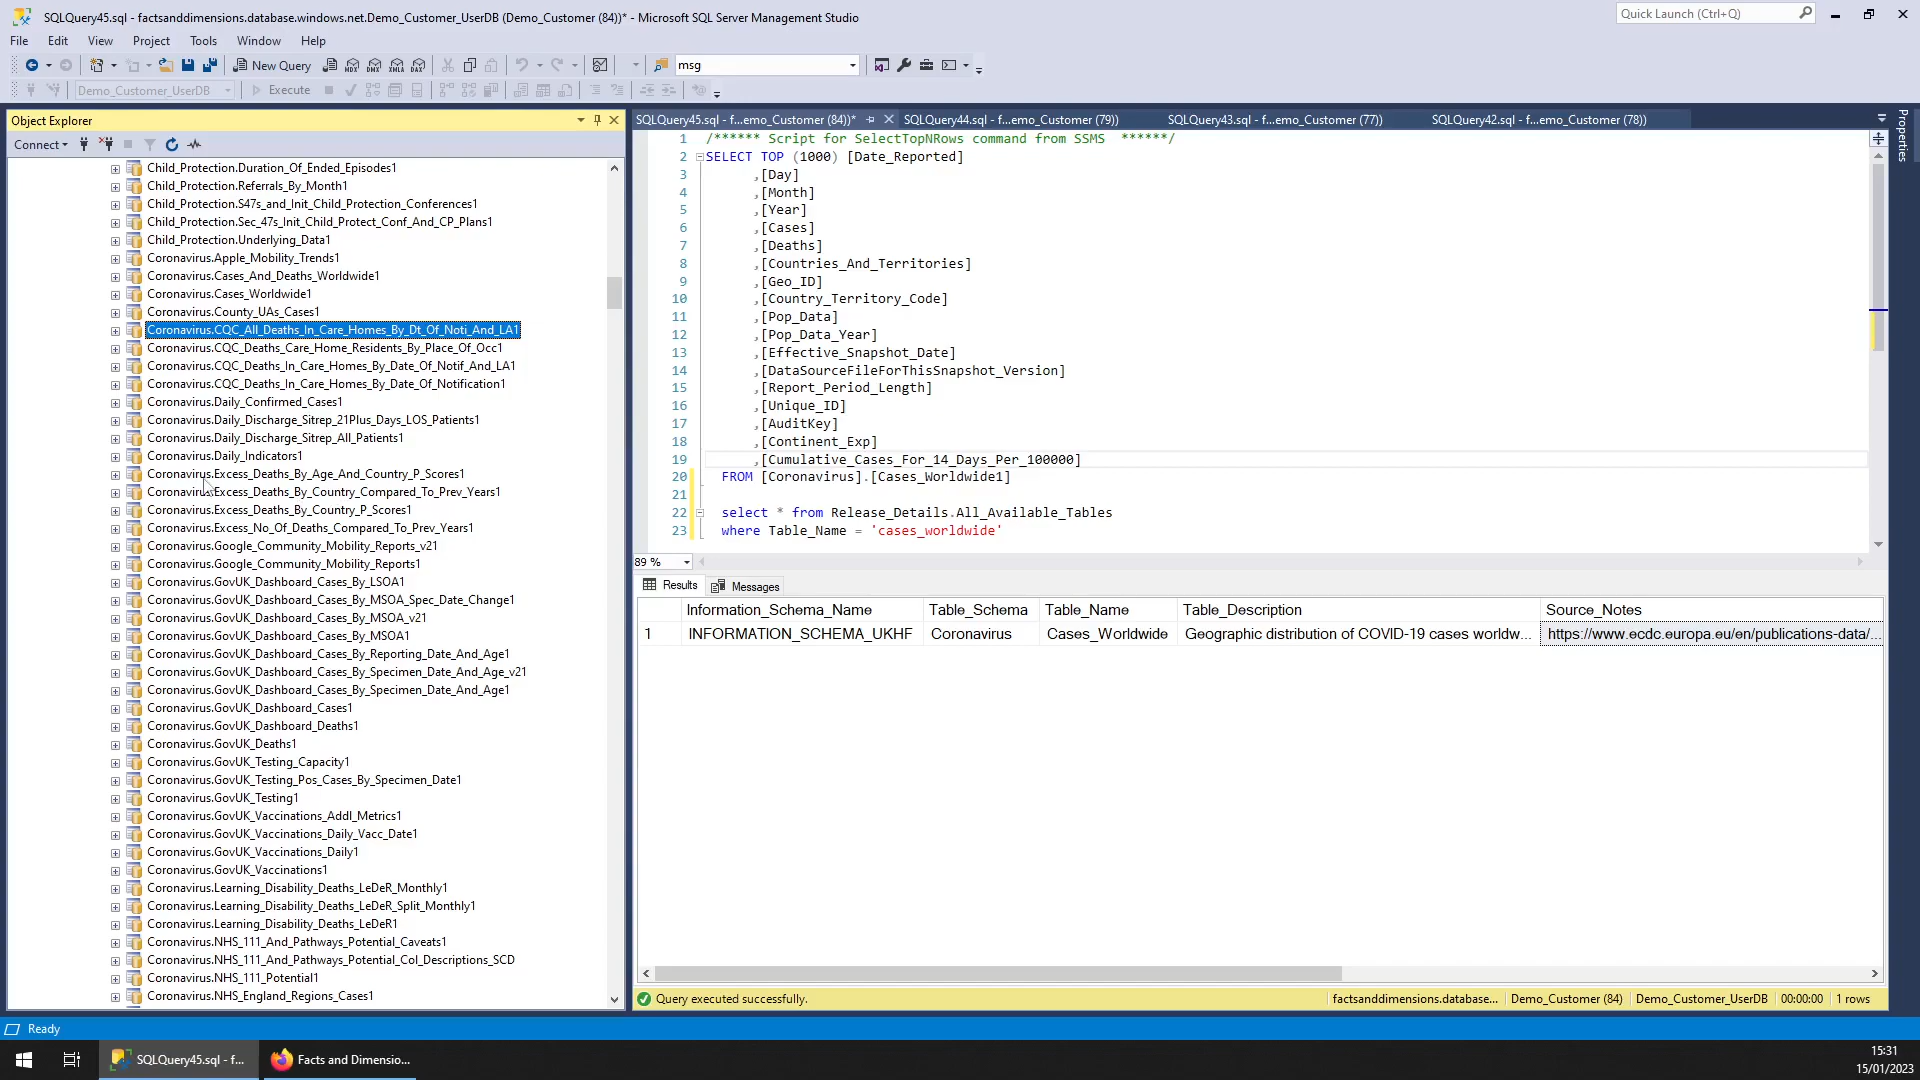 SQLQuery45.sql - factsanddimensions.database.windows.net.Demo_Customer_UserDB (Demo_Customer (84))* - Microsoft SQL Server Management Studio
Quick Launch (Ctrl+Q)
File Edit View Project Tools Window Help
New Query
MDX DMX XMLA DAX
msg
Demo_Customer_UserDB
Execute
Object Explorer
Connect
Child_Protection.Duration_Of_Ended_Episodes1
Child_Protection.Referrals_By_Month1
Child_Protection.S47s_and_Init_Child_Protection_Conferences1
Child_Protection.Sec_47s_Init_Child_Protect_Conf_And_CP_Plans1
Child_Protection.Underlying_Data1
Coronavirus.Apple_Mobility_Trends1
Coronavirus.Cases_And_Deaths_Worldwide1
Coronavirus.Cases_Worldwide1
Coronavirus.County_UAs_Cases1
Coronavirus.CQC_All_Deaths_In_Care_Homes_By_Dt_Of_Noti_And_LA1
Coronavirus.CQC_Deaths_Care_Home_Residents_By_Place_Of_Occ1
Coronavirus.CQC_Deaths_In_Care_Homes_By_Date_Of_Notif_And_LA1
Coronavirus.CQC_Deaths_In_Care_Homes_By_Date_Of_Notification1
Coronavirus.Daily_Confirmed_Cases1
Coronavirus.Daily_Discharge_Sitrep_21Plus_Days_LOS_Patients1
Coronavirus.Daily_Discharge_Sitrep_All_Patients1
Coronavirus.Daily_Indicators1
Coronavirus.Excess_Deaths_By_Age_And_Country_P_Scores1
Coronavirus.Excess_Deaths_By_Country_Compared_To_Prev_Years1
Coronavirus.Excess_Deaths_By_Country_P_Scores1
Coronavirus.Excess_No_Of_Deaths_Compared_To_Prev_Years1
Coronavirus.Google_Community_Mobility_Reports_v21
Coronavirus.Google_Community_Mobility_Reports1
Coronavirus.GovUK_Dashboard_Cases_By_LSOA1
Coronavirus.GovUK_Dashboard_Cases_By_MSOA_Spec_Date_Change1
Coronavirus.GovUK_Dashboard_Cases_By_MSOA_v21
Coronavirus.GovUK_Dashboard_Cases_By_MSOA1
Coronavirus.GovUK_Dashboard_Cases_By_Reporting_Date_And_Age1
Coronavirus.GovUK_Dashboard_Cases_By_Specimen_Date_And_Age_v21
Coronavirus.GovUK_Dashboard_Cases_By_Specimen_Date_And_Age1
Coronavirus.GovUK_Dashboard_Cases1
Coronavirus.GovUK_Dashboard_Deaths1
Coronavirus.GovUK_Deaths1
Coronavirus.GovUK_Testing_Capacity1
Coronavirus.GovUK_Testing_Pos_Cases_By_Specimen_Date1
Coronavirus.GovUK_Testing1
Coronavirus.GovUK_Vaccinations_Addl_Metrics1
Coronavirus.GovUK_Vaccinations_Daily_Vacc_Date1
Coronavirus.GovUK_Vaccinations_Daily1
Coronavirus.GovUK_Vaccinations1
Coronavirus.Learning_Disability_Deaths_LeDeR_Monthly1
Coronavirus.Learning_Disability_Deaths_LeDeR_Split_Monthly1
Coronavirus.Learning_Disability_Deaths_LeDeR1
Coronavirus.NHS_111_And_Pathways_Potential_Caveats1
Coronavirus.NHS_111_And_Pathways_Potential_Col_Descriptions_SCD
Coronavirus.NHS_111_Potential1
Coronavirus.NHS_England_Regions_Cases1
SQLQuery45.sql - f...emo_Customer (84))* SQLQuery44.sql - f...emo_Customer (79)) SQLQuery43.sql - f...emo_Customer (77)) SQLQuery42.sql - f...emo_Customer (78))
Properties
1 /****** Script for SelectTopNRows command from SSMS ******/
2 SELECT TOP (1000) [Date_Reported]
3 ,[Day]
4 ,[Month]
5 ,[Year]
6 ,[Cases]
7 ,[Deaths]
8 ,[Countries_And_Territories]
9 ,[Geo_ID]
10 ,[Country_Territory_Code]
11 ,[Pop_Data]
12 ,[Pop_Data_Year]
13 ,[Effective_Snapshot_Date]
14 ,[DataSourceFileForThisSnapshot_Version]
15 ,[Report_Period_Length]
16 ,[Unique_ID]
17 ,[AuditKey]
18 ,[Continent_Exp]
19 ,[Cumulative_Cases_For_14_Days_Per_100000]
20 FROM [Coronavirus].[Cases_Worldwide1]
21
22 select * from Release_Details.All_Available_Tables
23 where Table_Name = 'cases_worldwide'
89 %
Results Messages
Information_Schema_Name Table_Schema Table_Name Table_Description Source_Notes
1 INFORMATION_SCHEMA_UKHF Coronavirus Cases_Worldwide Geographic distribution of COVID-19 cases worldw... https://www.ecdc.europa.eu/en/publications-data/...
Query executed successfully.
factsanddimensions.database... Demo_Customer (84) Demo_Customer_UserDB 00:00:00 1 rows
Ready
SQLQuery45.sql - f...
Facts and Dimensio...
15:31
15/01/2023